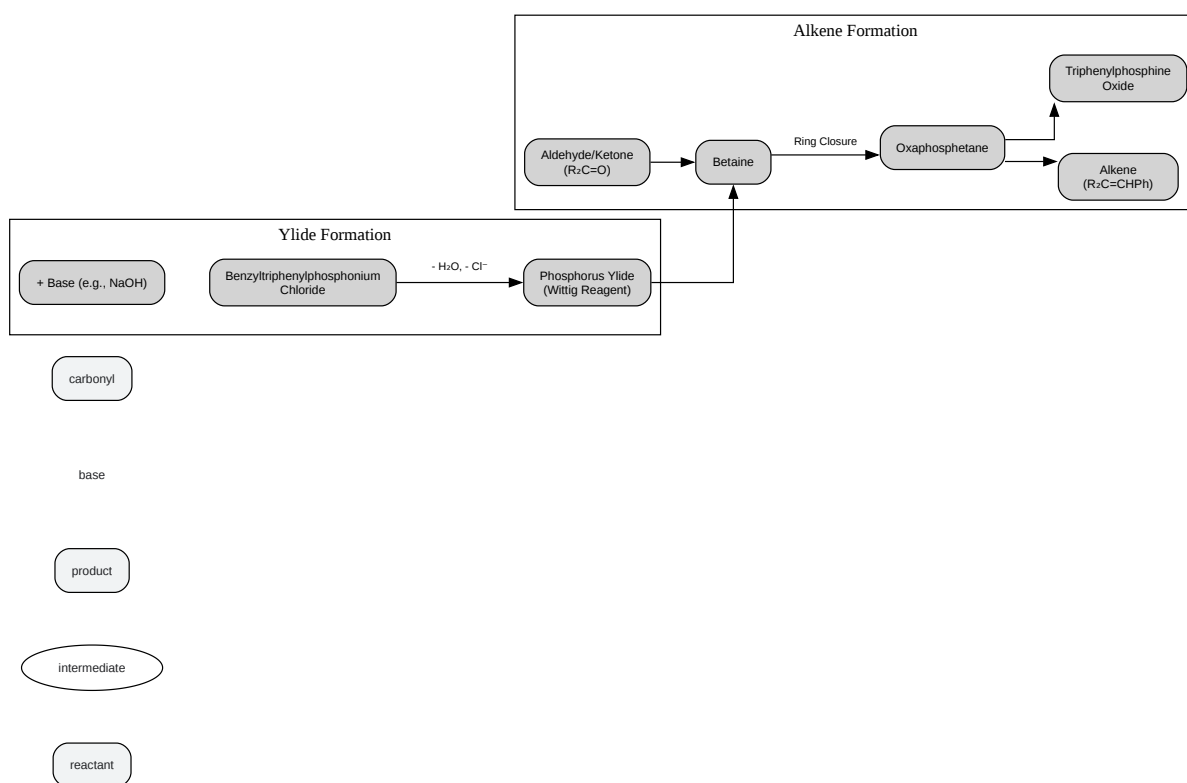 Alkene Formation
Triphenylphosphine
Oxide
Aldehyde/Ketone
(R₂C=O)
Betaine
Ring Closure
Oxaphosphetane
Alkene
(R₂C=CHPh)
Ylide Formation
+ Base (e.g., NaOH)
Benzyltriphenylphosphonium
Chloride
- H₂O, - Cl⁻
Phosphorus Ylide
(Wittig Reagent)
carbonyl
base
product
intermediate
reactant